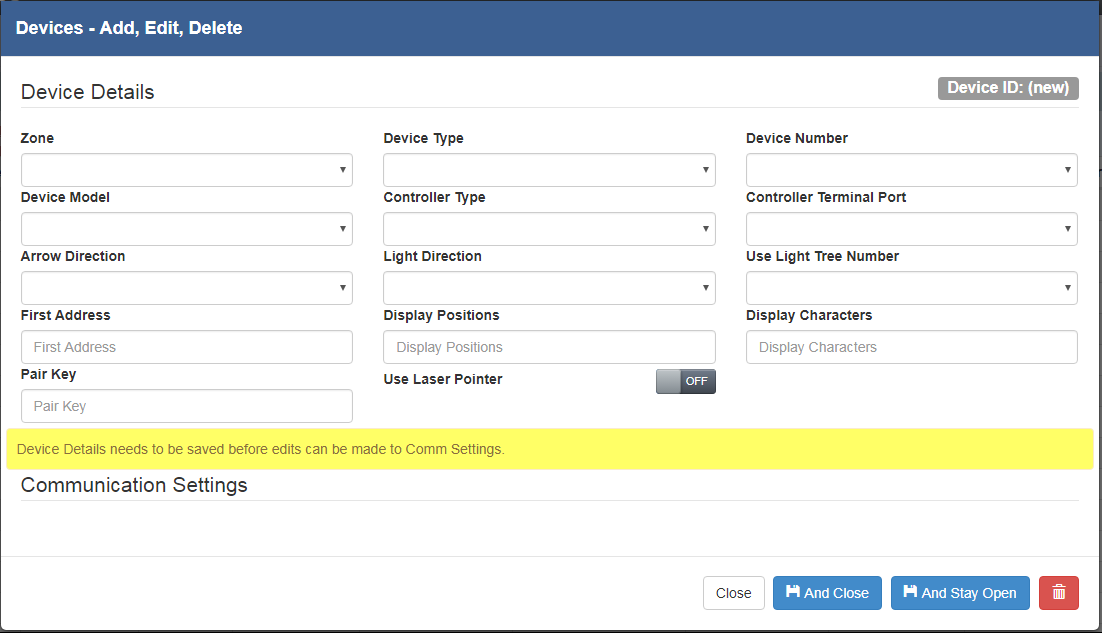 Devices - Add, Edit, Delete
Device Details
Device ID: (new)
Zone
Device Type
Device Number
Device Model
Controller Type
Controller Terminal Port
Arrow Direction
Light Direction
Use Light Tree Number
First Address
Display Positions
Display Characters
First Address
Display Positions
Display Characters
Pair Key
Use Laser Pointer
OFF
Pair Key
Device Details needs to be saved before edits can be made to Comm Settings.
Communication Settings
Close
And Close
And Stay Open